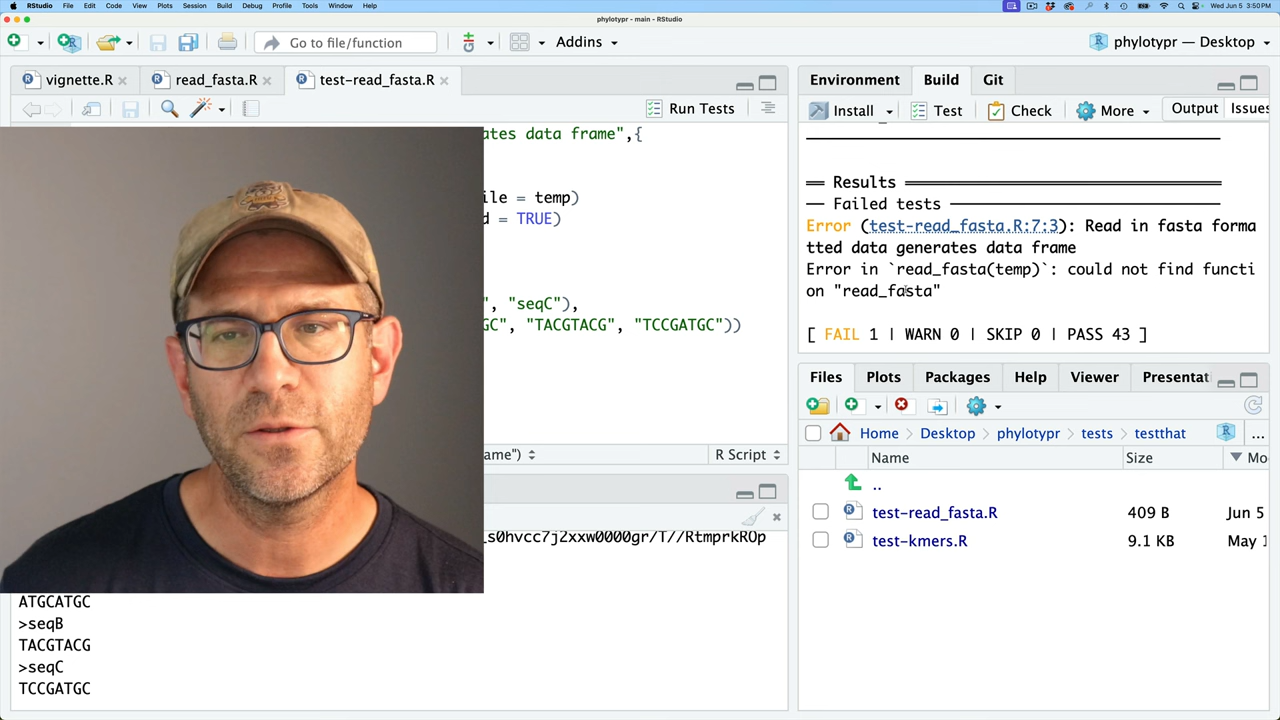 RStudio File Edit Code View Plots Session Build Debug Profile Tools Window Help Wed Jun 5 3:50PM
phylotypr - main - RStudio
Go to file/function Addins phylotypr — Desktop
vignette.R read_fasta.R test-read_fasta.R
Run Tests
ates data frame",{
ile = temp)
d = TRUE)
", "seqC"),
GC", "TACGTACG", "TCCGATGC"))
ame") R Script
_s0hvcc7j2xxw0000gr/T//RtmprkROp
ATGCATGC
>seqB
TACGTACG
>seqC
TCCGATGC
Environment Build Git
Install Test Check More Output Issues
Results
Failed tests
Error (test-read_fasta.R:7:3): Read in fasta forma
tted data generates data frame
Error in `read_fasta(temp)`: could not find functi
on "read_fasta"
[ FAIL 1 | WARN 0 | SKIP 0 | PASS 43 ]
Files Plots Packages Help Viewer Presentat
Home > Desktop > phylotypr > tests > testthat ...
Name Size Mo
..
test-read_fasta.R 409 B Jun 5
test-kmers.R 9.1 KB May 1